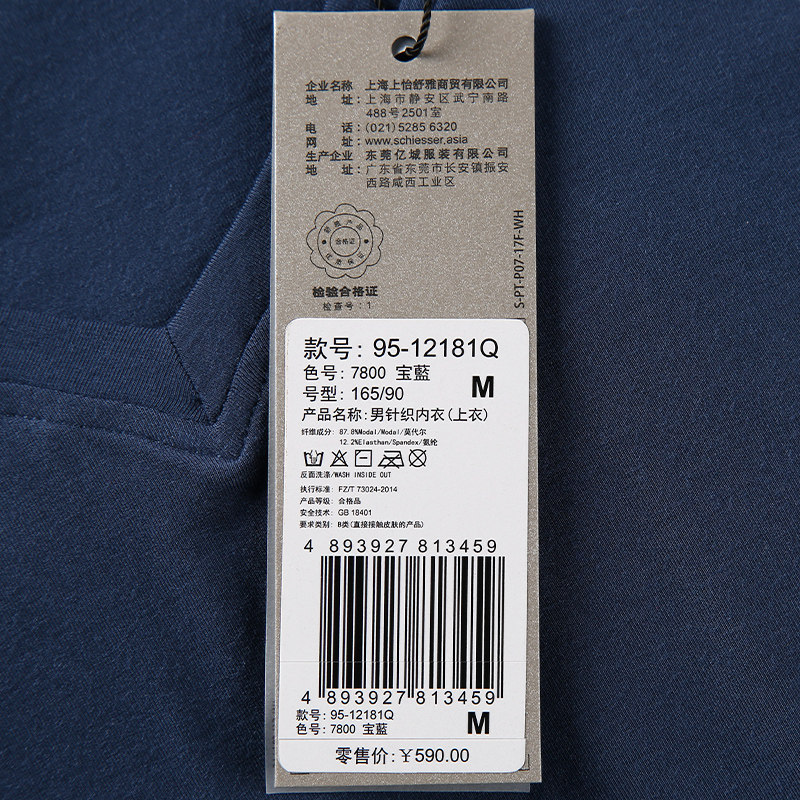 企业名称 上海上怡舒雅商贸有限公司
地 址:上海市静安区武宁南路
488号2501室
电 话:(021)5285 6320
网 址:www.schiesser.asia
生产企业 东莞亿城服装有限公司
地 址:广东省东莞市长安镇振安
西路咸西工业区
合格证
检验合格证
检查号:1
S-PT-P07-17F-WH
款号: 95-12181Q
色号: 7800 宝藍
M
号型: 165/90
产品名称:男针织内衣(上衣)
纤维成分: 87.8%Modal/Modal/莫代尔
12.2%Elasthan/Spandex/氨纶
反面洗涤/WASH INSIDE OUT
执行标准: FZ/T 73024-2014
产品等级: 合格品
安全技术: GB 18401
要求类别: B类(直接接触皮肤的产品)
4 893927 813459
4 893927 813459
款号: 95-12181Q
色号: 7800 宝藍
M
零售价:￥590.00